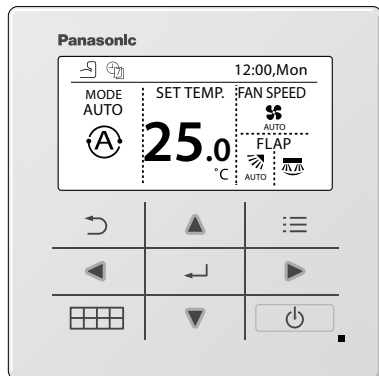 Panasonic
12:00,Mon
MODE
AUTO
A
SET TEMP.
25.0
°C
FAN SPEED
AUTO
FLAP
AUTO